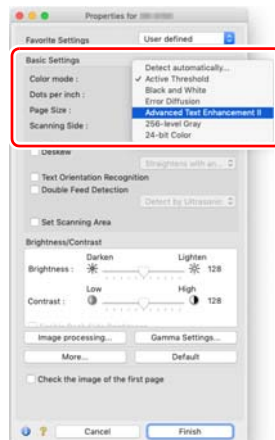 Properties for
Favorite Settings User defined
Basic Settings
Detect automatically...
Color mode : ✓ Active Threshold
Black and White
Dots per inch :
Error Diffusion
Page Size : Advanced Text Enhancement II
256-level Gray
Scanning Side : 24-bit Color
Deskew
Straightens with an...
Text Orientation Recognition
Double Feed Detection
Detect by Ultrasonic
Set Scanning Area
Brightness/Contrast
Darken Lighten
Brightness : 128
Low High
Contrast : 128
Image processing... Gamma Settings...
More... Default
Check the image of the first page
? Cancel Finish